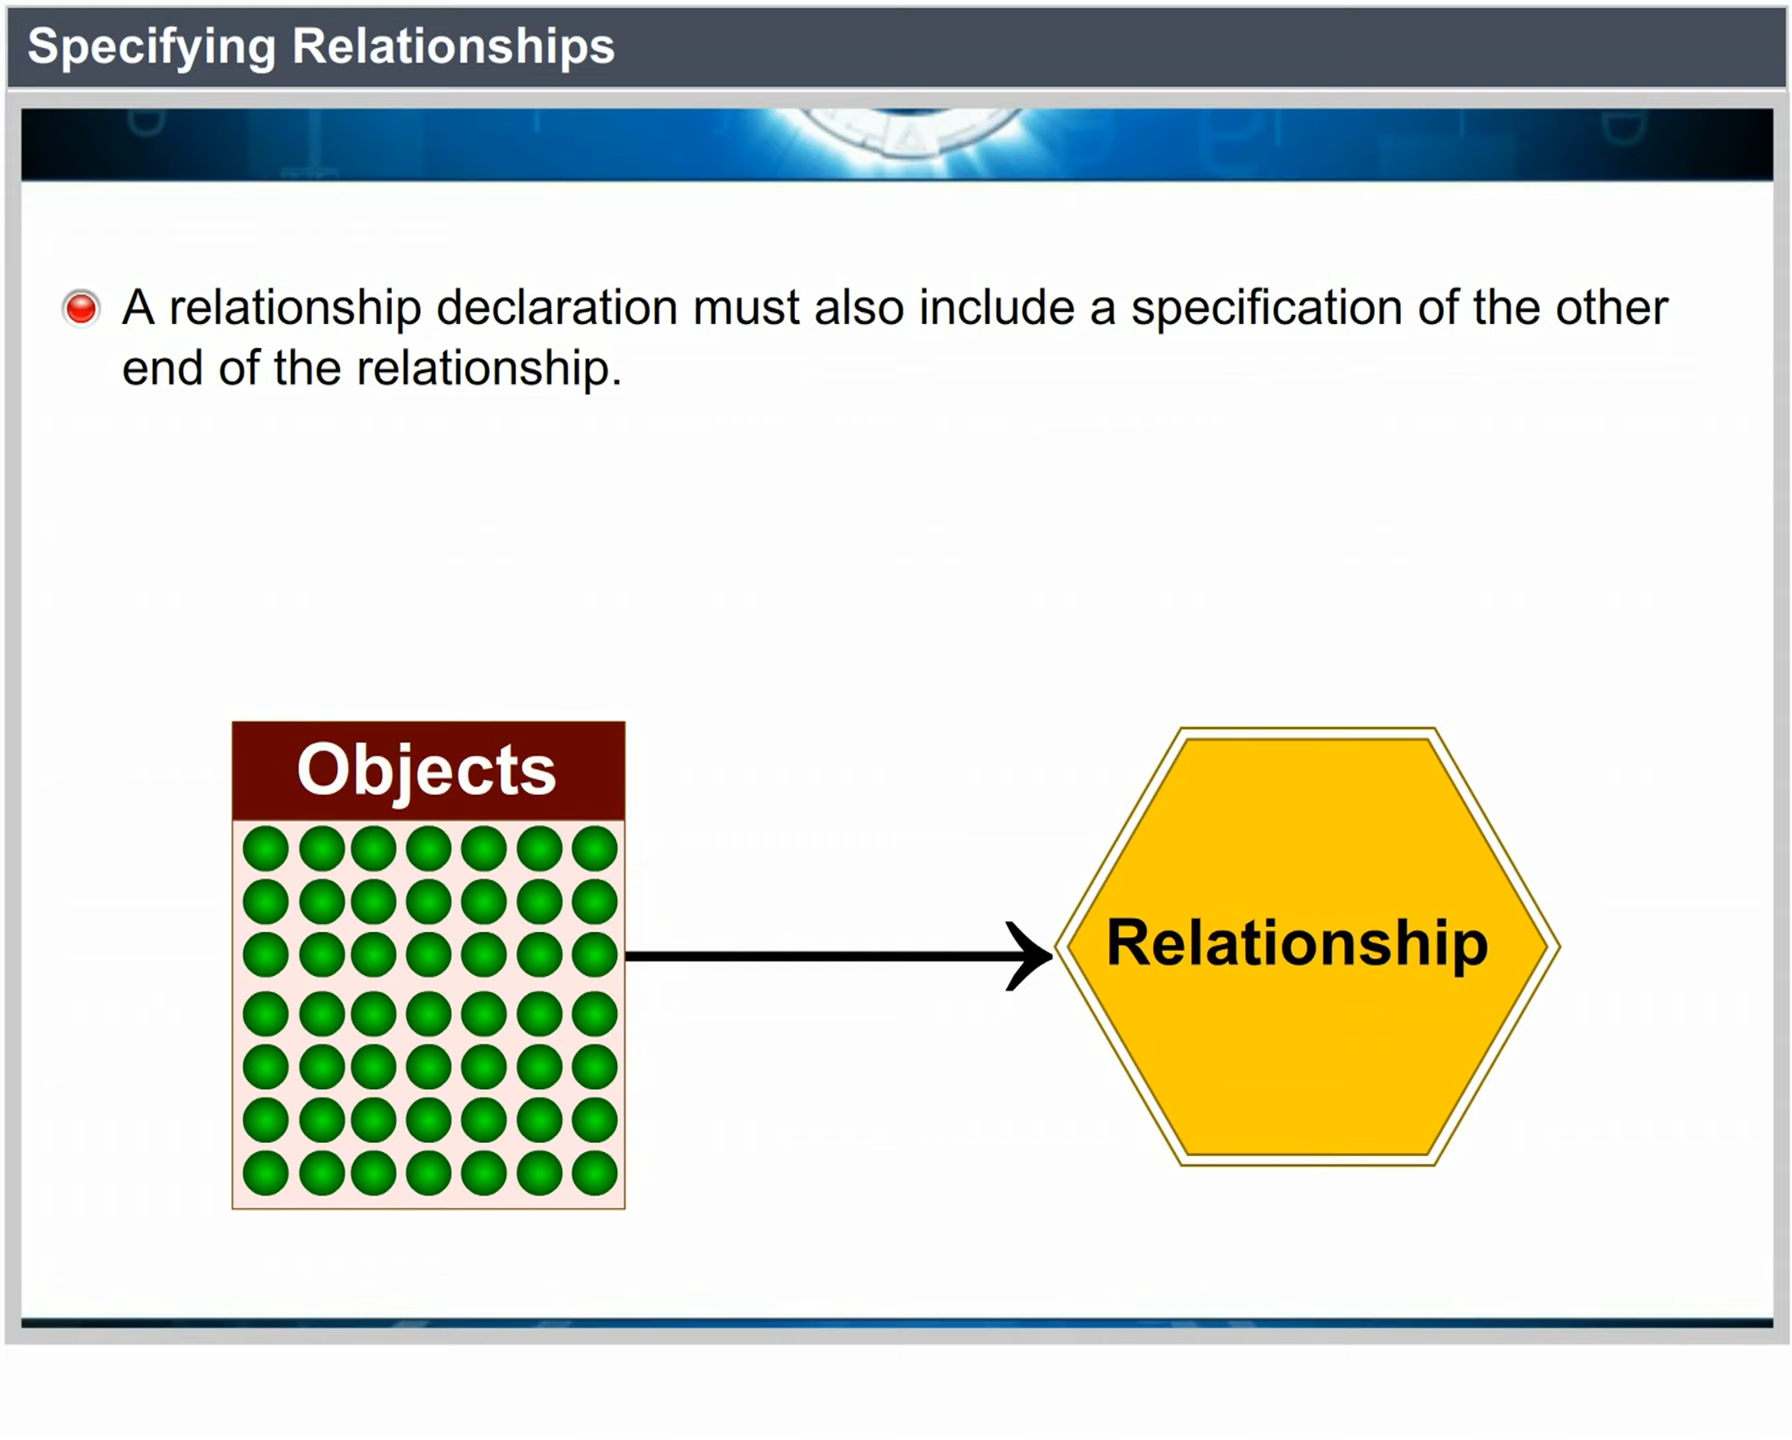 Specifying Relationships
A relationship declaration must also include a specification of the other
end of the relationship.
Objects
Relationship